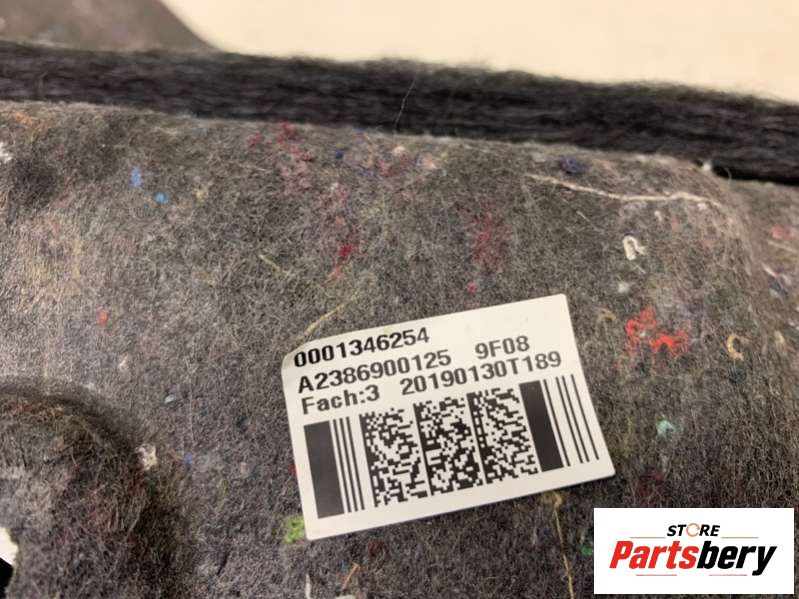 0001346254
A2386900125 9F08
Fach:3 20190130T189
STORE
Partsbery